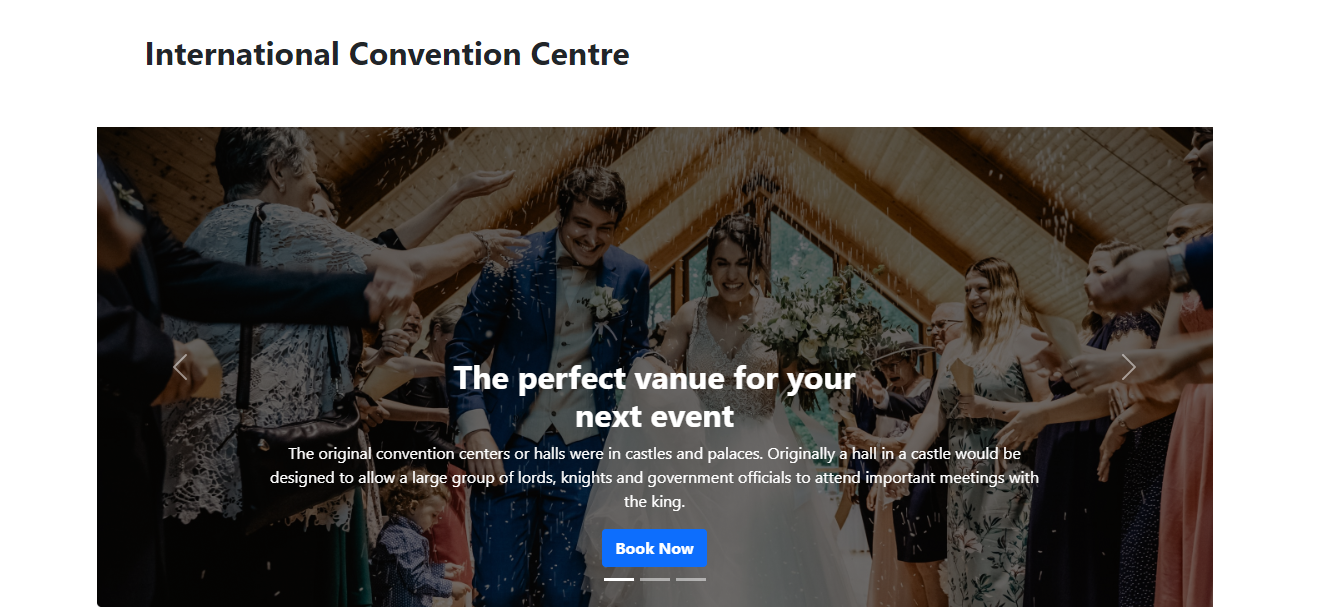 International Convention Centre
The perfect vanue for your
next event
The original convention centers or halls were in castles and palaces. Originally a hall in a castle would be
designed to allow a large group of lords, knights and government officials to attend important meetings with
the king.
Book Now